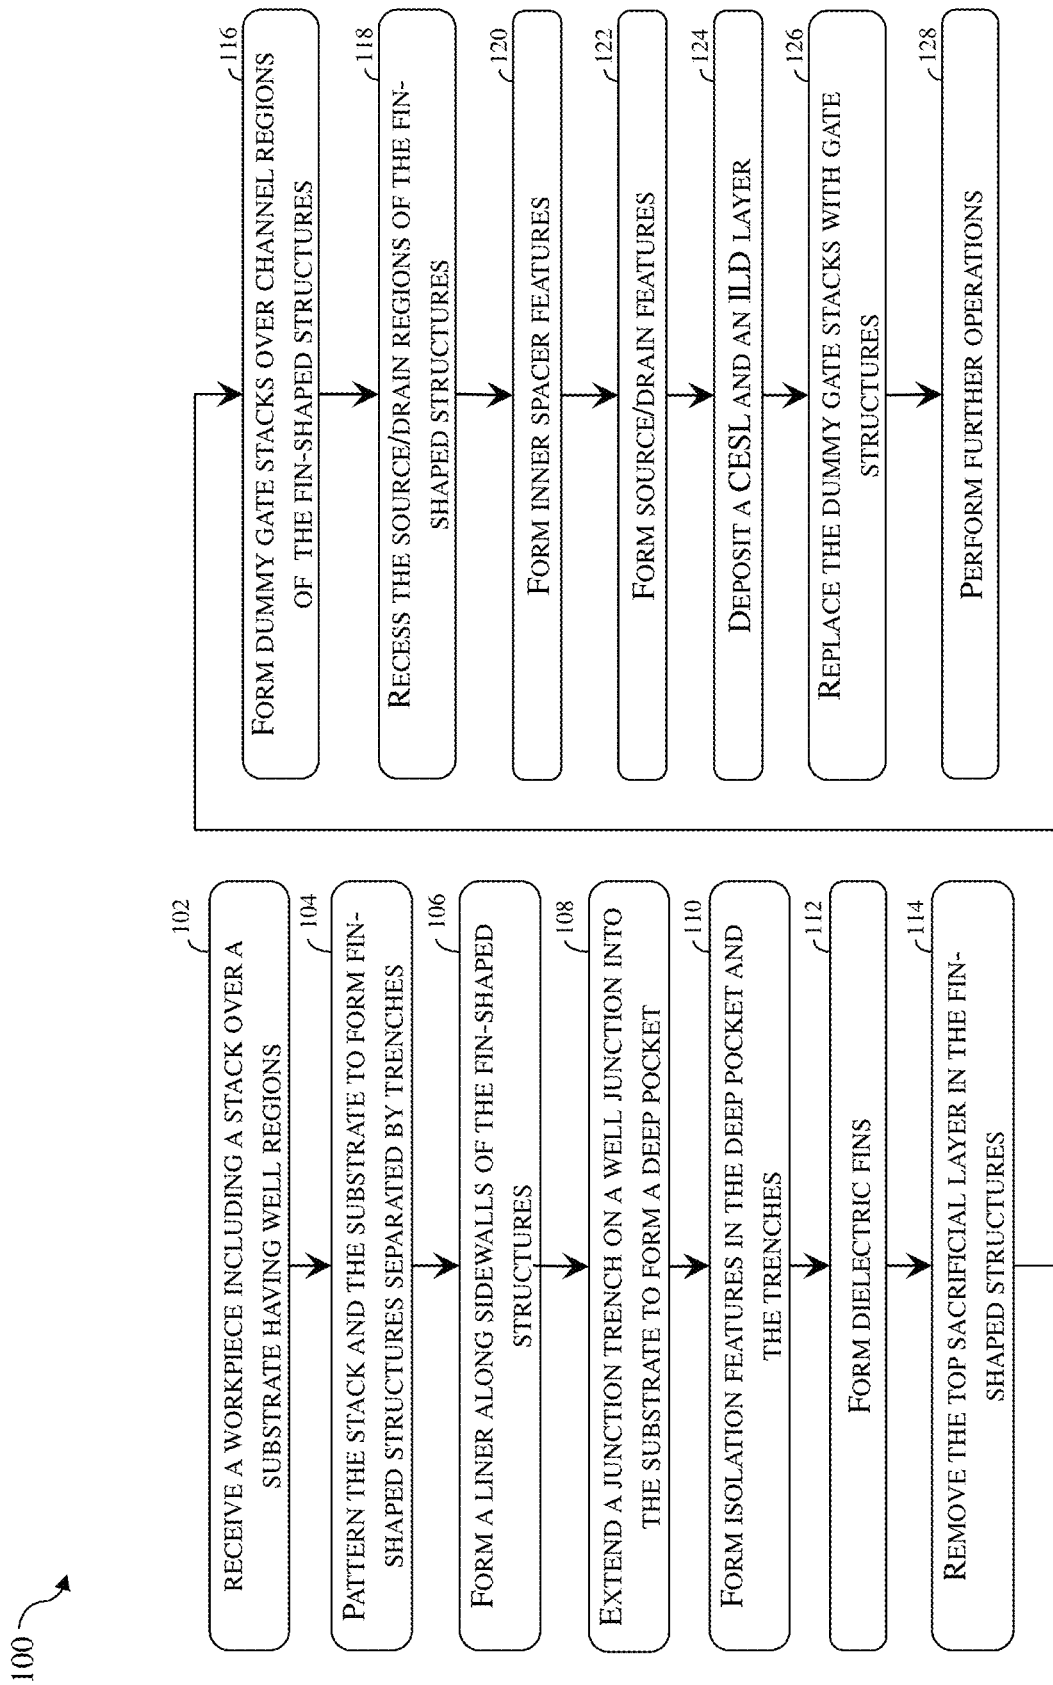 100
102
RECEIVE A WORKPIECE INCLUDING A STACK OVER A
SUBSTRATE HAVING WELL REGIONS
104
PATTERN THE STACK AND THE SUBSTRATE TO FORM FIN-
SHAPED STRUCTURES SEPARATED BY TRENCHES
106
FORM A LINER ALONG SIDEWALLS OF THE FIN-SHAPED
STRUCTURES
108
EXTEND A JUNCTION TRENCH ON A WELL JUNCTION INTO
THE SUBSTRATE TO FORM A DEEP POCKET
110
FORM ISOLATION FEATURES IN THE DEEP POCKET AND
THE TRENCHES
112
FORM DIELECTRIC FINS
114
REMOVE THE TOP SACRIFICIAL LAYER IN THE FIN-
SHAPED STRUCTURES
116
FORM DUMMY GATE STACKS OVER CHANNEL REGIONS
OF THE FIN-SHAPED STRUCTURES
118
RECESS THE SOURCE/DRAIN REGIONS OF THE FIN-
SHAPED STRUCTURES
120
FORM INNER SPACER FEATURES
122
FORM SOURCE/DRAIN FEATURES
124
DEPOSIT A CESL AND AN ILD LAYER
126
REPLACE THE DUMMY GATE STACKS WITH GATE
STRUCTURES
128
PERFORM FURTHER OPERATIONS